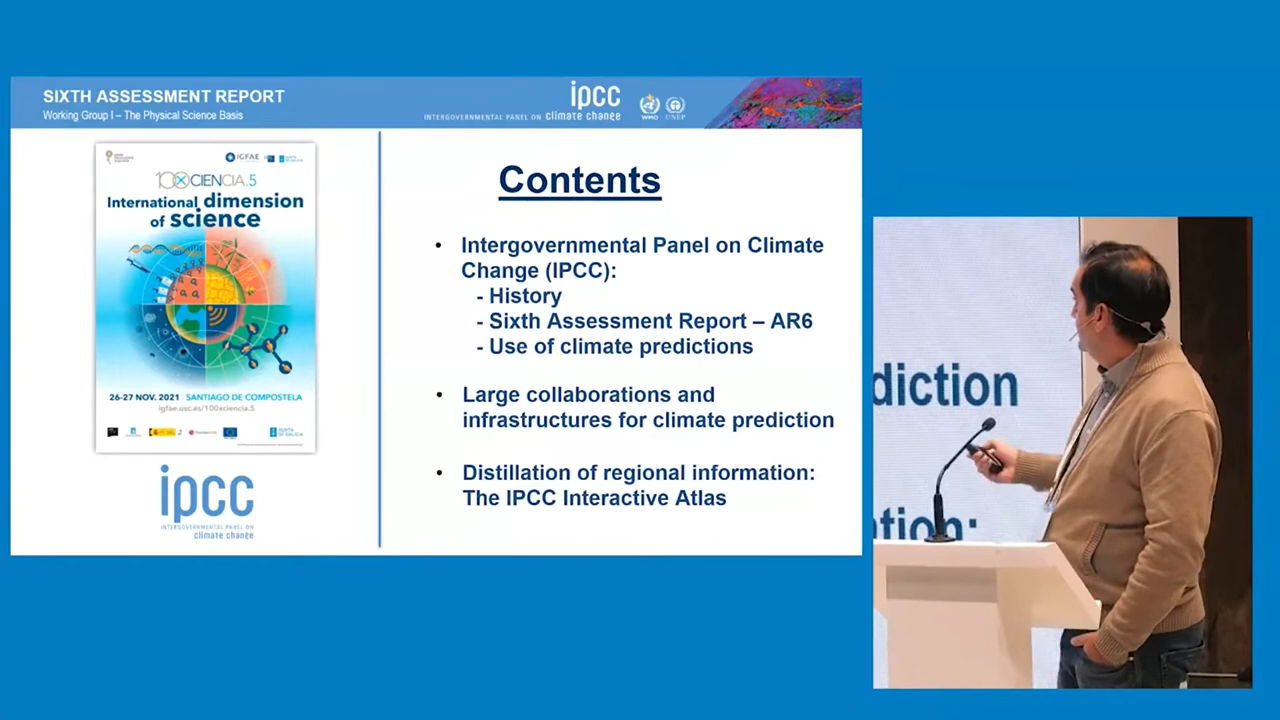 SIXTH ASSESSMENT REPORT
Working Group I – The Physical Science Basis
ipcc
INTERGOVERNMENTAL PANEL ON climate change
WMO
UNEP
IGFAE
100XCIENCIA.5
International dimension
of science
26-27 NOV. 2021 SANTIAGO DE COMPOSTELA
igfae.usc.es/100xciencia.5
ipcc
INTERGOVERNMENTAL PANEL ON
climate change
Contents
• Intergovernmental Panel on Climate
Change (IPCC):
- History
- Sixth Assessment Report – AR6
- Use of climate predictions
• Large collaborations and
infrastructures for climate prediction
• Distillation of regional information:
The IPCC Interactive Atlas
diction
ation: